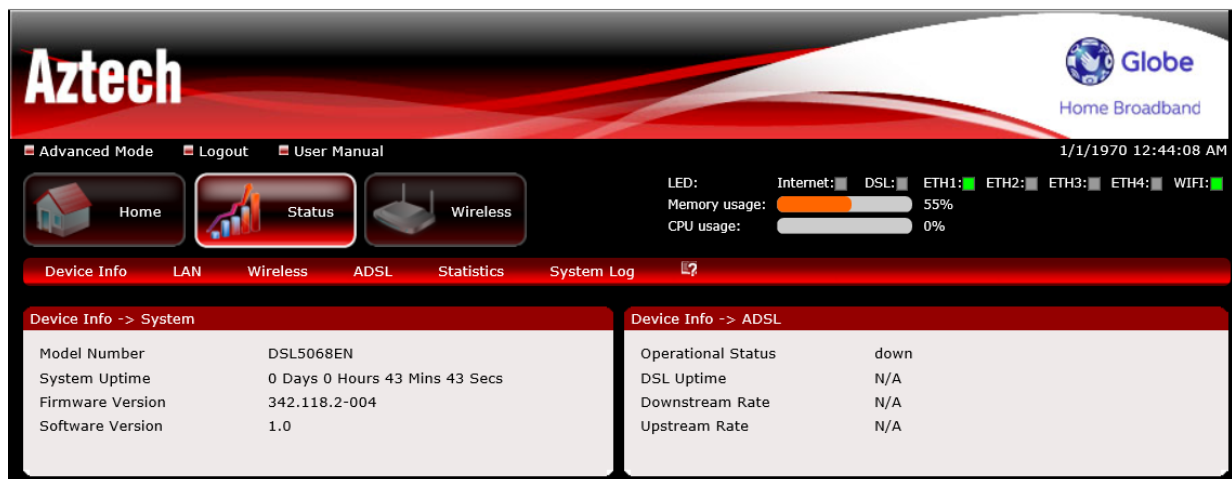 Aztech
Globe
Home Broadband
Advanced Mode Logout User Manual 1/1/1970 12:44:08 AM
Home Status Wireless
LED: Internet: DSL: ETH1: ETH2: ETH3: ETH4: WIFI:
Memory usage: 55%
CPU usage: 0%
Device Info LAN Wireless ADSL Statistics System Log ?
Device Info -> System
Model Number DSL5068EN
System Uptime 0 Days 0 Hours 43 Mins 43 Secs
Firmware Version 342.118.2-004
Software Version 1.0
Device Info -> ADSL
Operational Status down
DSL Uptime N/A
Downstream Rate N/A
Upstream Rate N/A